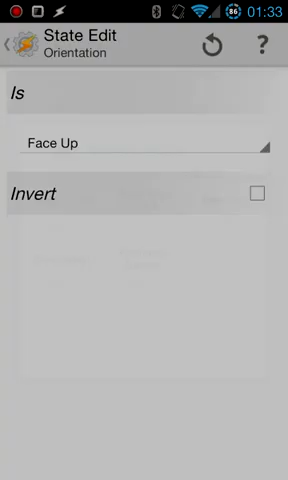 86 01:33
State Edit
Orientation
?
Is
Face Up
Invert